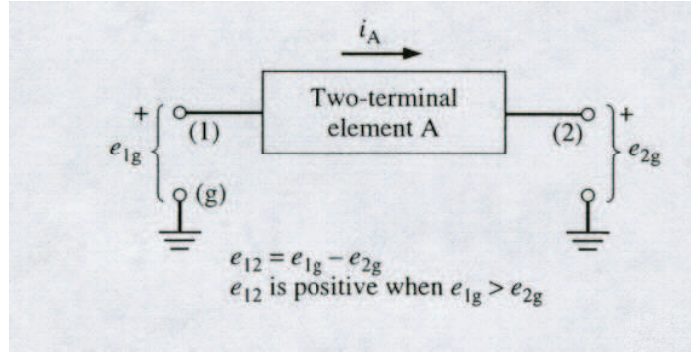 i_A
Two-terminal
element A
+ (1) (2) +
e_1g e_2g
(g)
e_12 = e_1g − e_2g
e_12 is positive when e_1g > e_2g